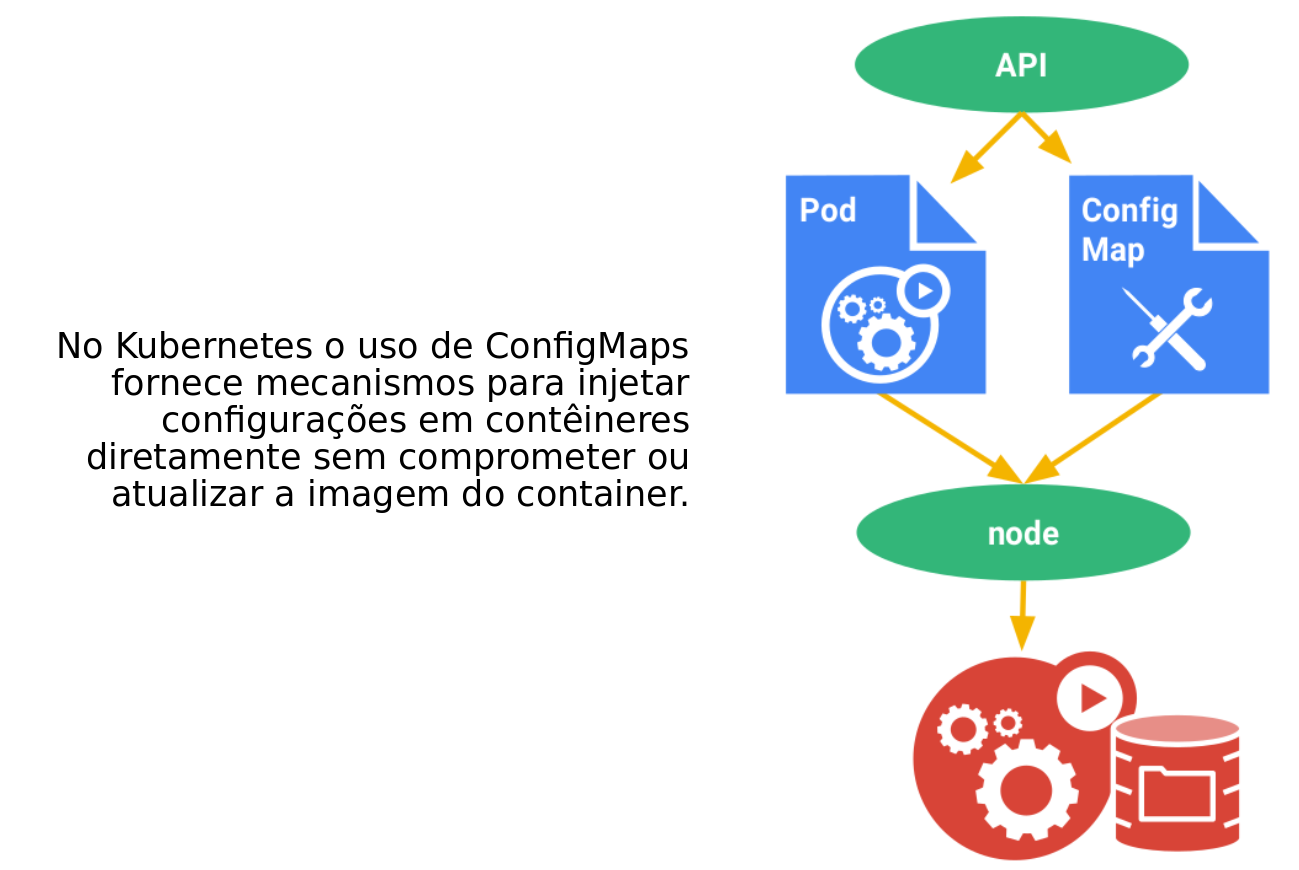 No Kubernetes o uso de ConfigMaps
fornece mecanismos para injetar
configurações em contêineres
diretamente sem comprometer ou
atualizar a imagem do container.
API
Pod
Config
Map
node